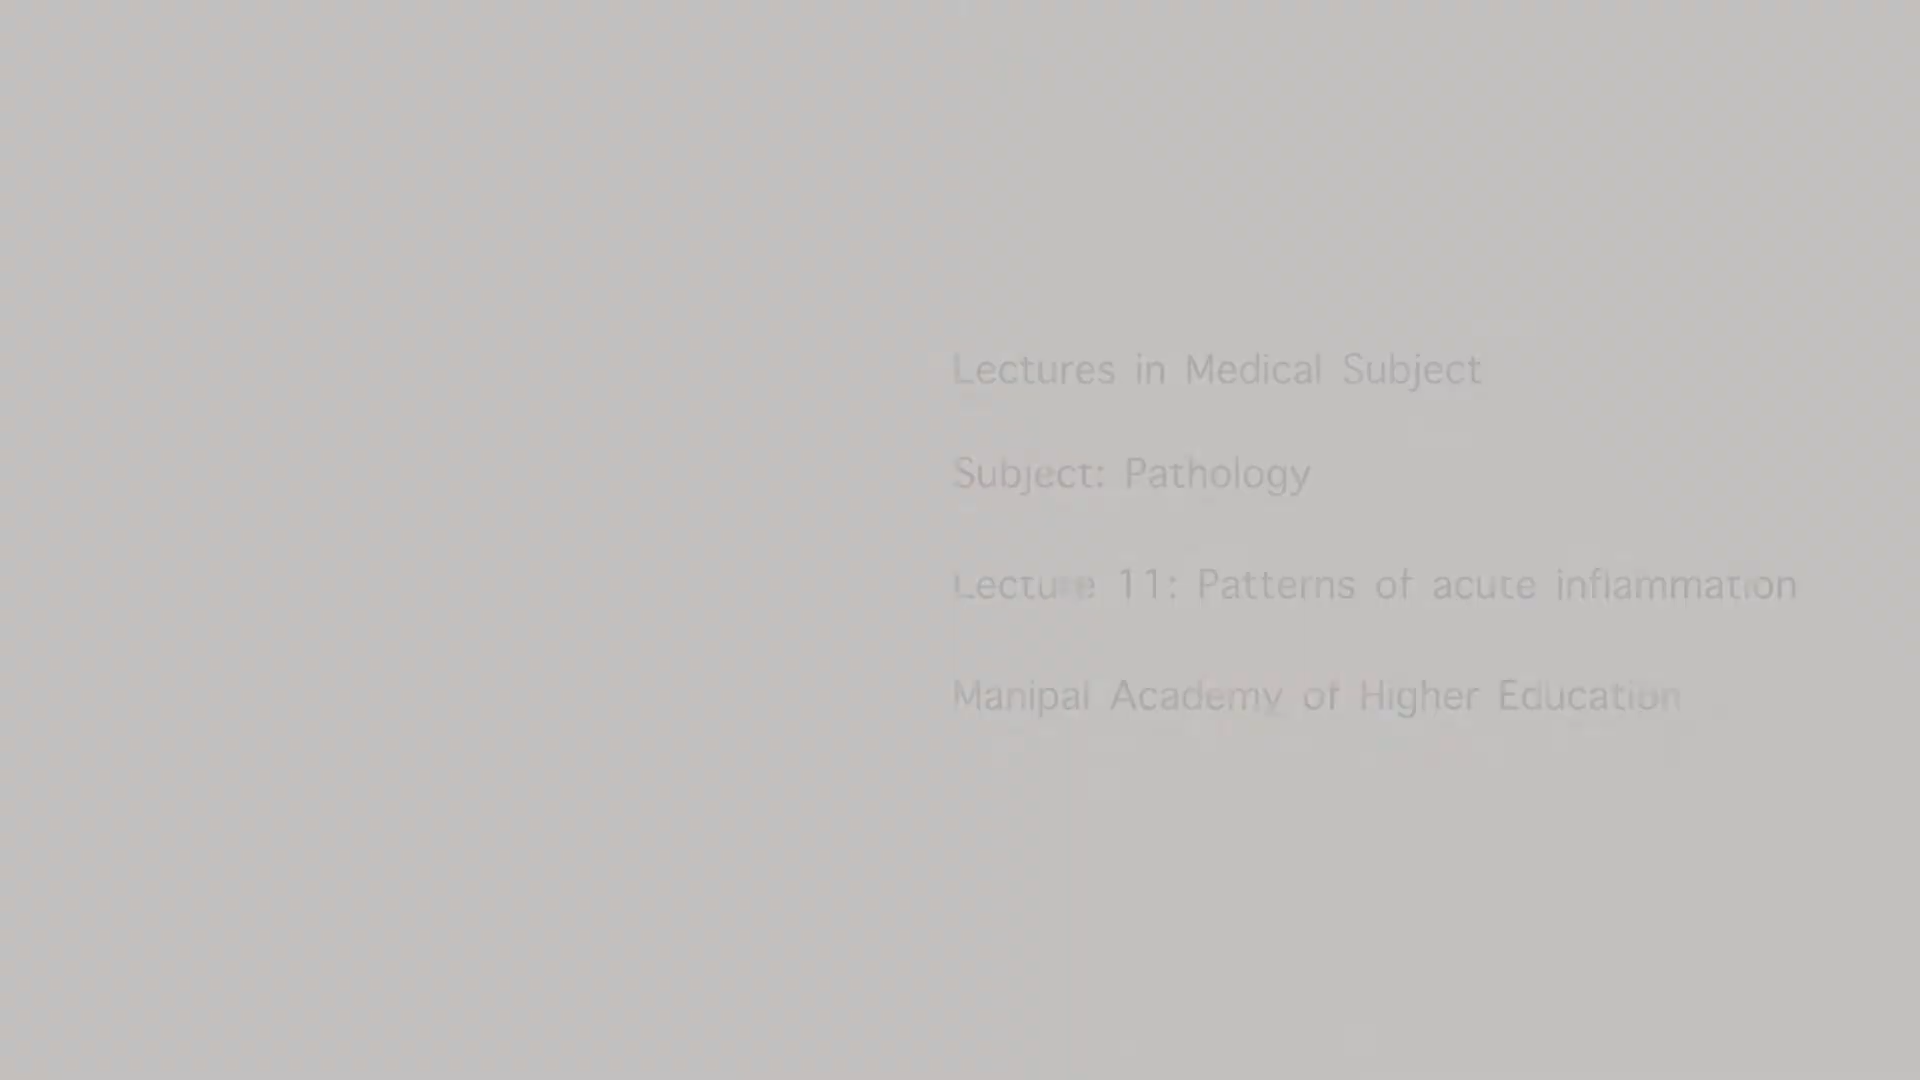 Lectures in Medical Subject
Subject: Pathology
Lecture 11: Patterns of acute inflammation
Manipal Academy of Higher Education